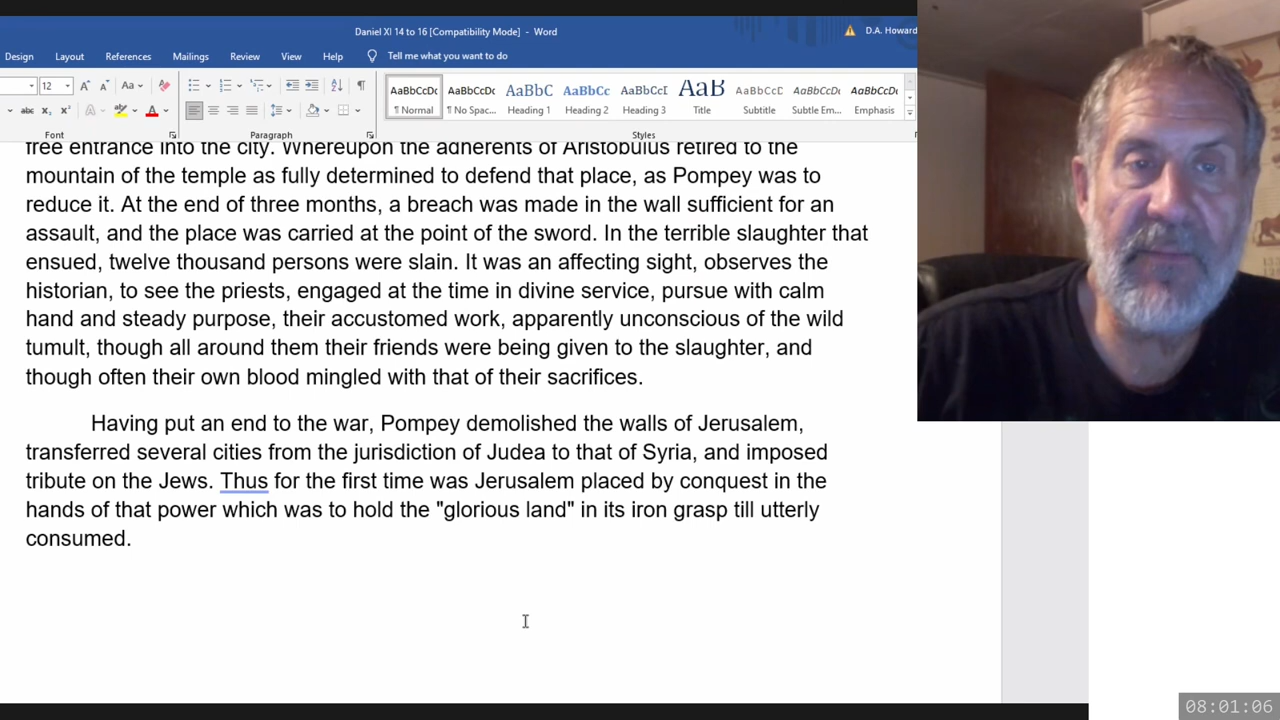 Daniel XI 14 to 16 [Compatibility Mode] - Word
D.A. Howard
Design Layout References Mailings Review View Help Tell me what you want to do
12 Aa
AaBbCcDc AaBbCcDc AaBbC AaBbCc AaBbCcD AaB AaBbCcD AaBbCcDc AaBbCcDc
¶ Normal ¶ No Spac... Heading 1 Heading 2 Heading 3 Title Subtitle Subtle Em... Emphasis
Font Paragraph Styles
free entrance into the city. Whereupon the adherents of Aristobulus retired to the
mountain of the temple as fully determined to defend that place, as Pompey was to
reduce it. At the end of three months, a breach was made in the wall sufficient for an
assault, and the place was carried at the point of the sword. In the terrible slaughter that
ensued, twelve thousand persons were slain. It was an affecting sight, observes the
historian, to see the priests, engaged at the time in divine service, pursue with calm
hand and steady purpose, their accustomed work, apparently unconscious of the wild
tumult, though all around them their friends were being given to the slaughter, and
though often their own blood mingled with that of their sacrifices.
Having put an end to the war, Pompey demolished the walls of Jerusalem,
transferred several cities from the jurisdiction of Judea to that of Syria, and imposed
tribute on the Jews. Thus for the first time was Jerusalem placed by conquest in the
hands of that power which was to hold the "glorious land" in its iron grasp till utterly
consumed.
08:01:06